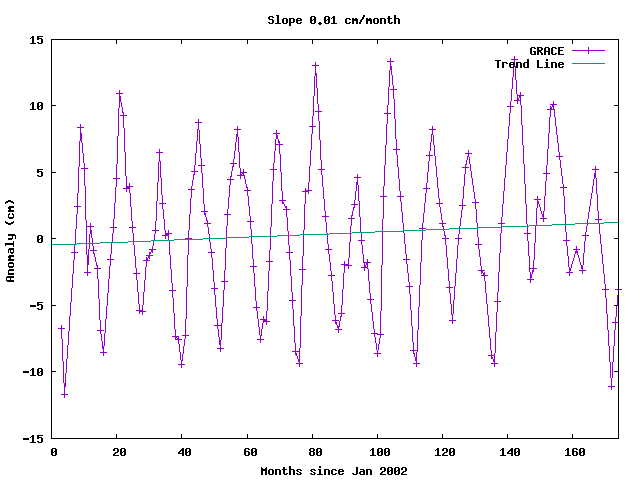 Slope 0.01 cm/month
GRACE
Trend Line
Anomaly (cm)
15
10
5
0
-5
-10
-15
0 20 40 60 80 100 120 140 160
Months since Jan 2002